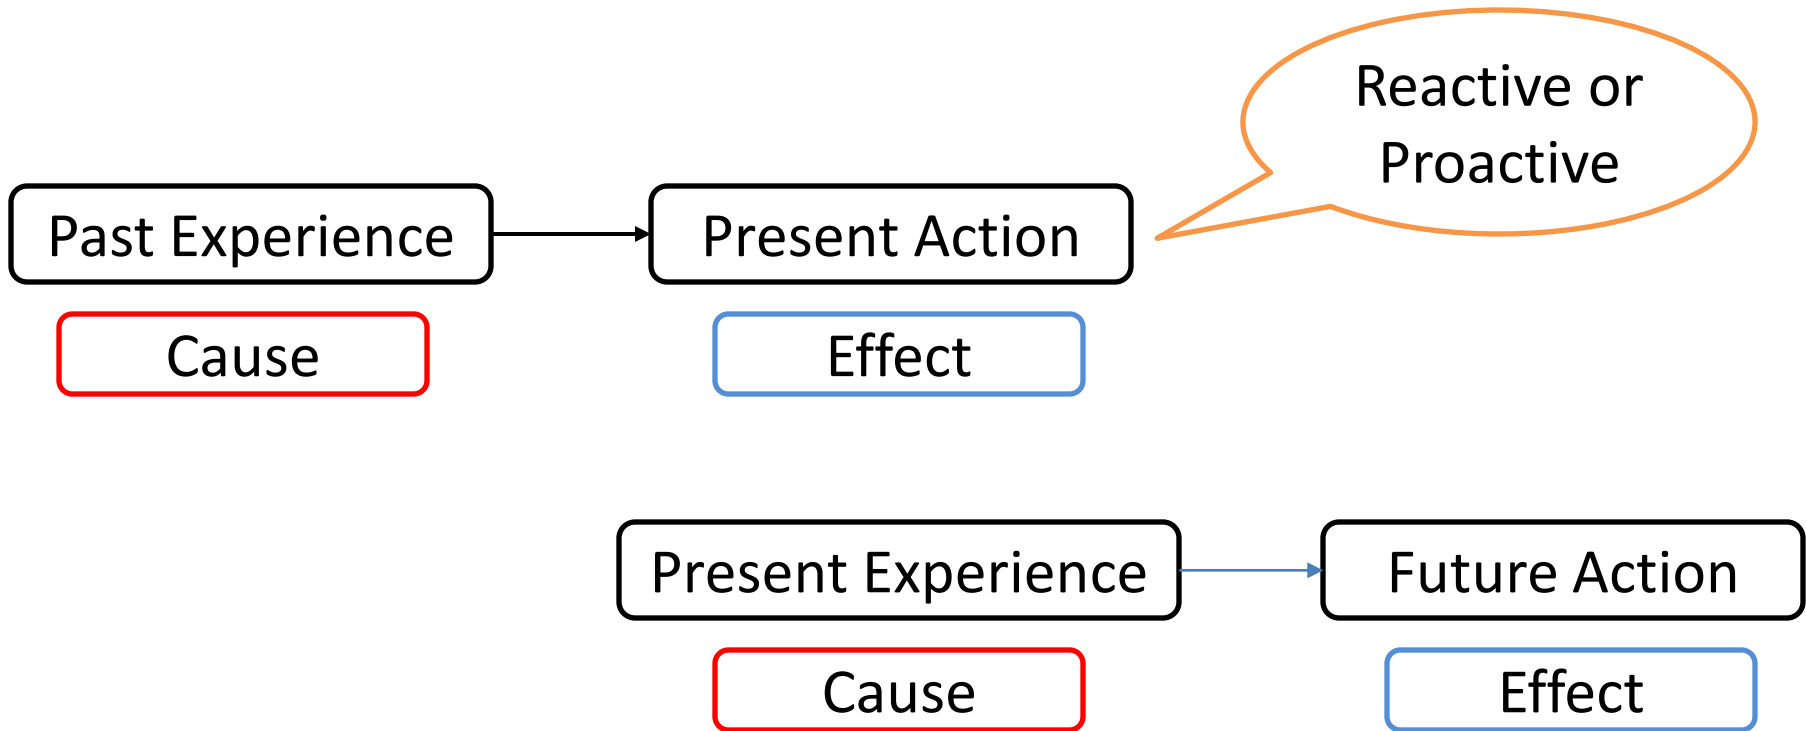 Reactive or
Proactive
Past Experience
Present Action
Cause
Effect
Present Experience
Future Action
Cause
Effect